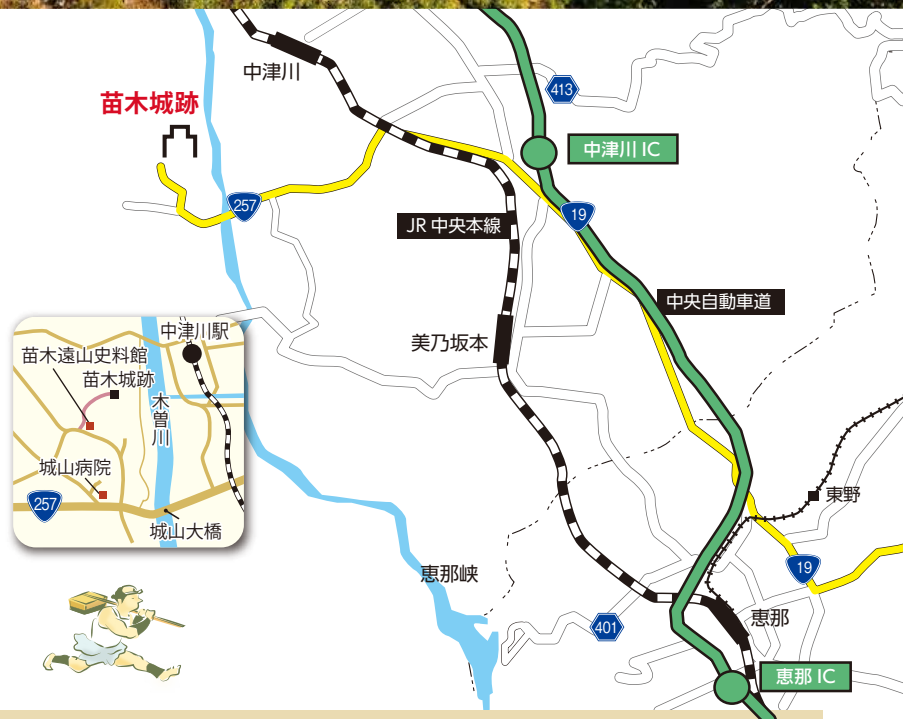 中津川
413
苗木城跡
中津川 IC
257
19
JR 中央本線
中央自動車道
美乃坂本
中津川駅
苗木遠山史料館
苗木城跡
木曽川
城山病院
257
城山大橋
東野
恵那峡
19
401
恵那
恵那 IC